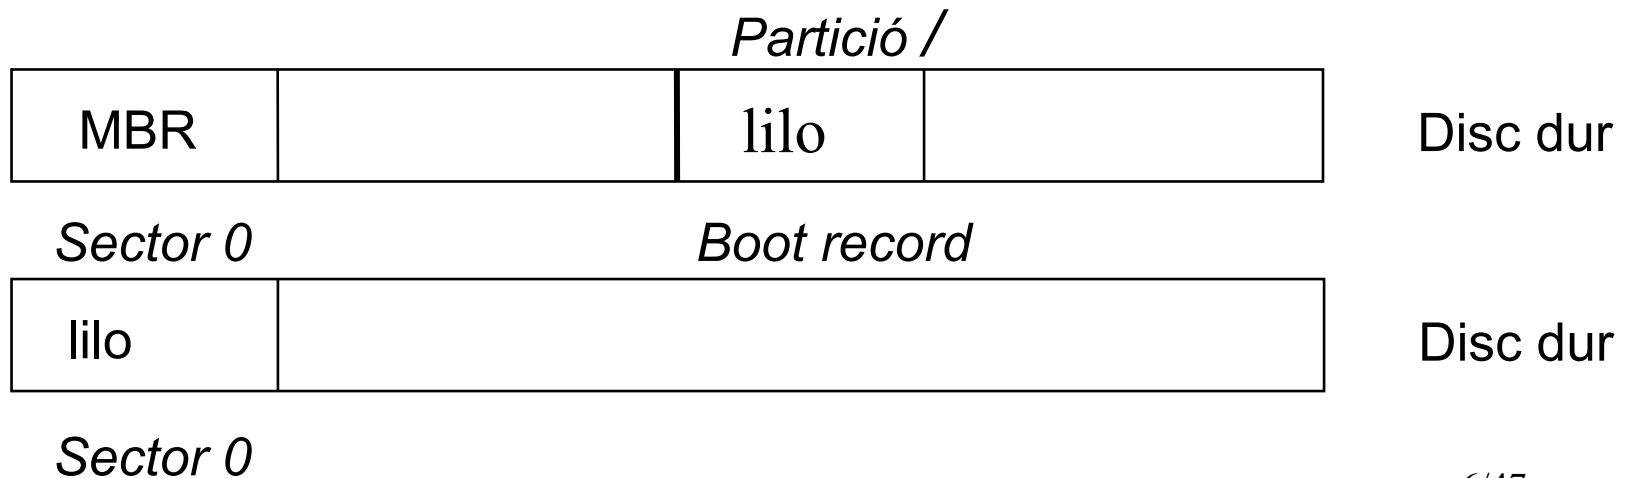 Partició /
MBR lilo Disc dur
Sector 0 Boot record
lilo Disc dur
Sector 0